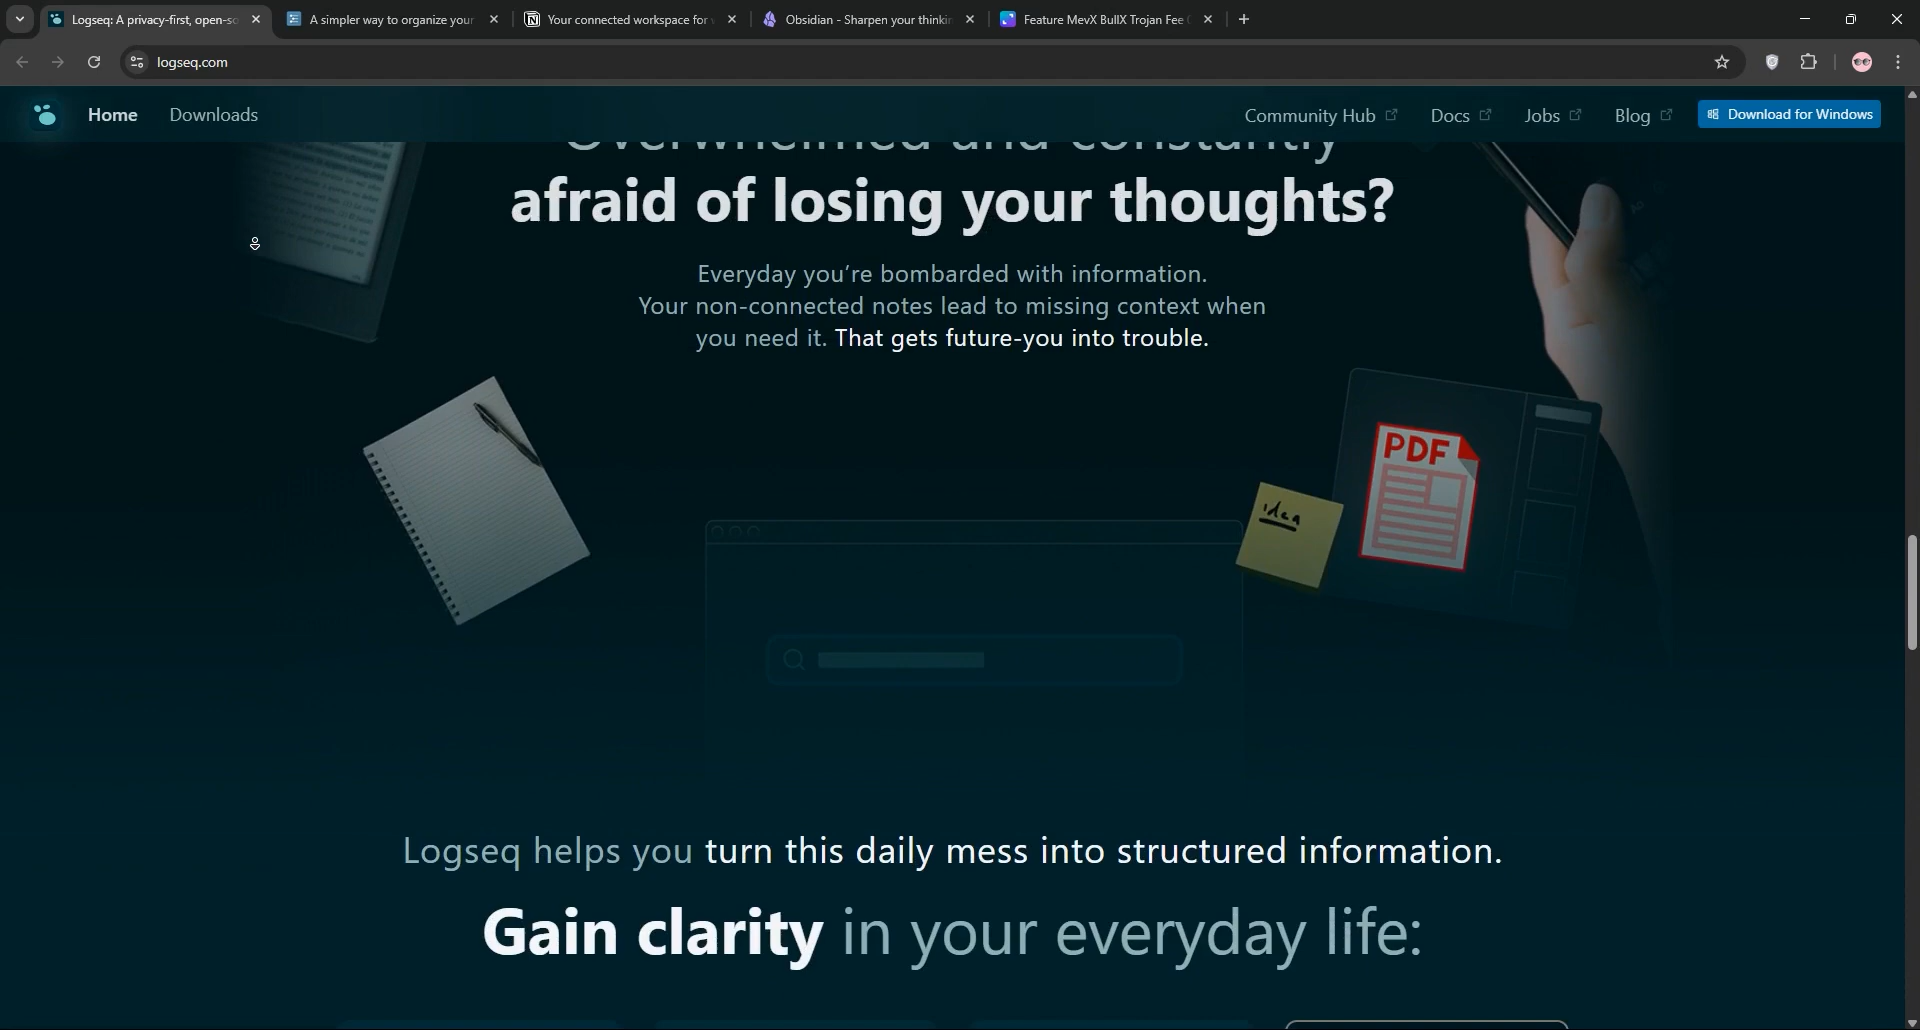 Logseq: A privacy-first, open-so
A simpler way to organize your
Your connected workspace for
Obsidian - Sharpen your thinkin
Feature MevX BullX Trojan Fee
logseq.com
Home
Downloads
Community Hub
Docs
Jobs
Blog
Download for Windows
Overwhelmed and constantly
afraid of losing your thoughts?
Everyday you’re bombarded with information.
Your non-connected notes lead to missing context when
you need it. That gets future-you into trouble.
PDF
idea
Logseq helps you turn this daily mess into structured information.
Gain clarity in your everyday life: